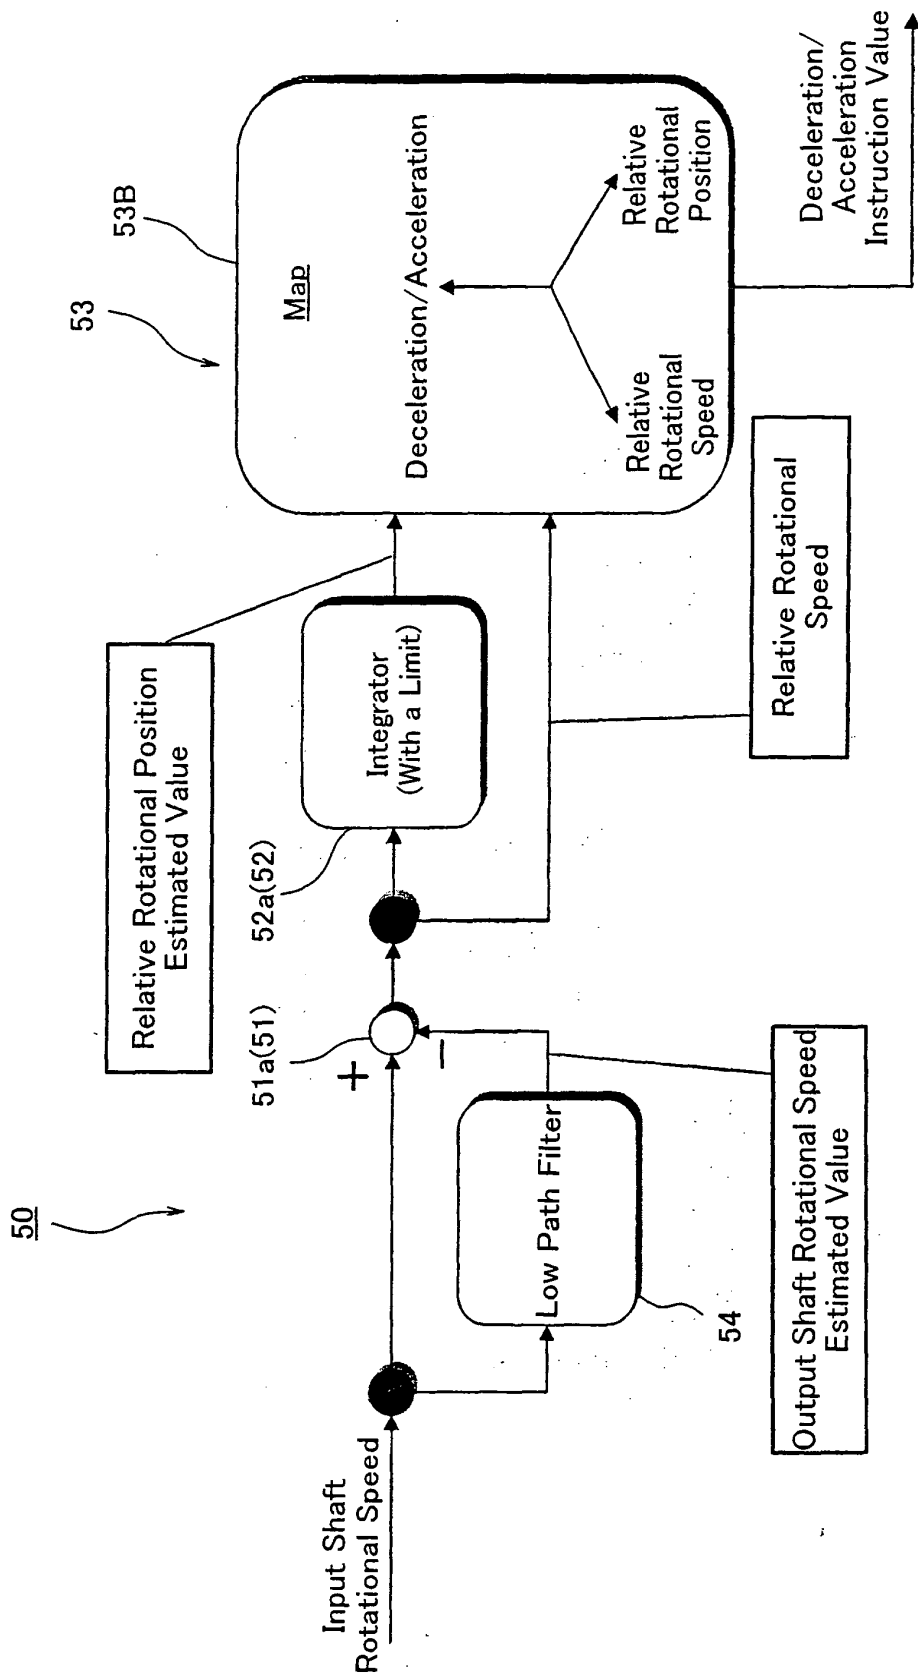 50
Input Shaft
Rotational Speed
+
−
51a(51)
Low Path Filter
54
Output Shaft Rotational Speed
Estimated Value
52a(52)
Integrator
(With a Limit)
Relative Rotational Position
Estimated Value
Relative Rotational
Speed
53
53B
Map
Deceleration/Acceleration
Relative
Rotational
Speed
Relative
Rotational
Position
Deceleration/
Acceleration
Instruction Value